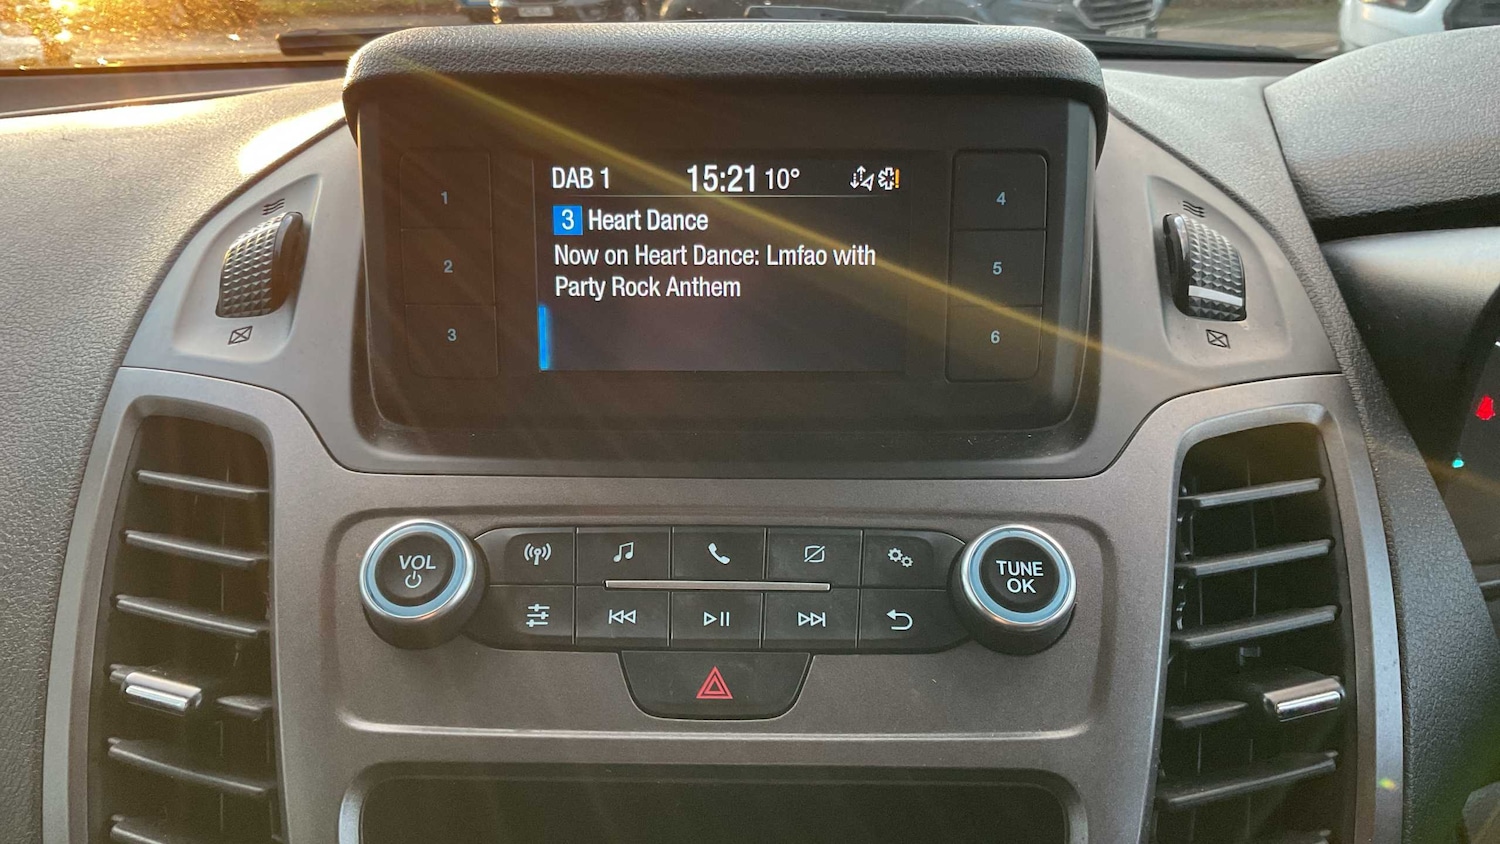 DAB 1 15:21 10°
3 Heart Dance
Now on Heart Dance: Lmfao with
Party Rock Anthem
1
2
3
4
5
6
VOL
TUNE
OK